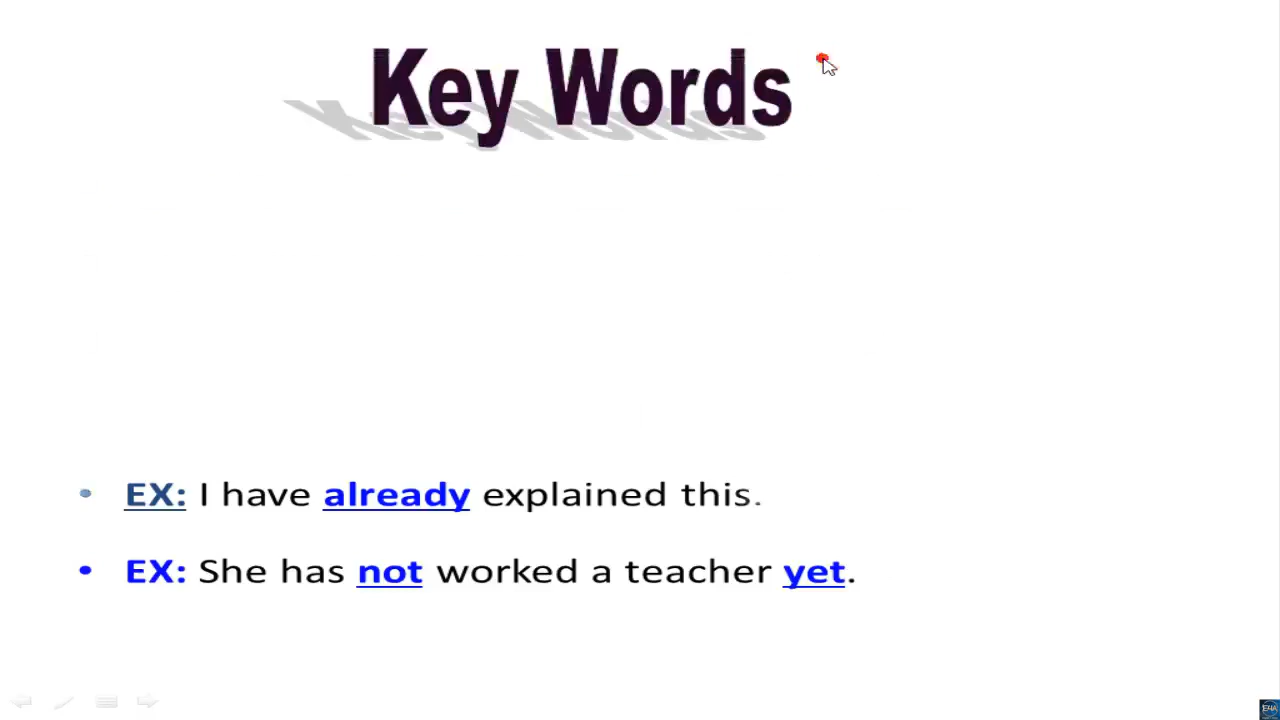 Key Words
• EX: I have already explained this.
• EX: She has not worked a teacher yet.